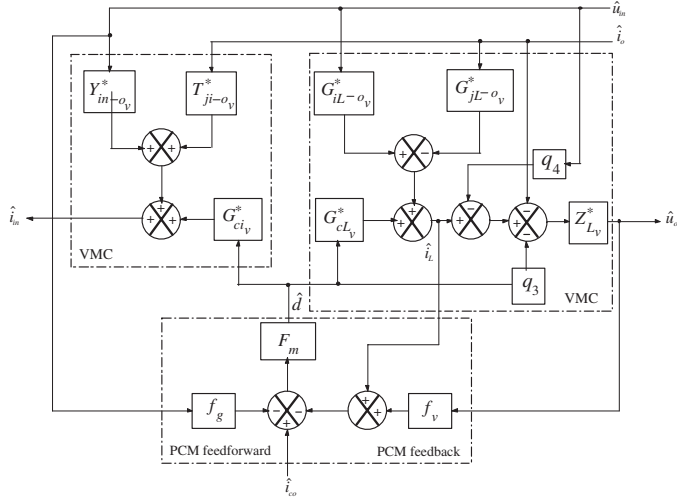 û_in
î_o
Y*_in-o_v
T*_ji-o_v
G*_iL-o_v
G*_jL-o_v
+ +
+ −
q_4
î_in
+ +
+
G*_ci_v
G*_cL_v
+ +
+
−
+
−
+ −
Z*_L_v
û_o
î_L
VMC
q_3
VMC
d̂
F_m
f_g
− −
+
+
+
f_v
PCM feedforward
PCM feedback
î_co